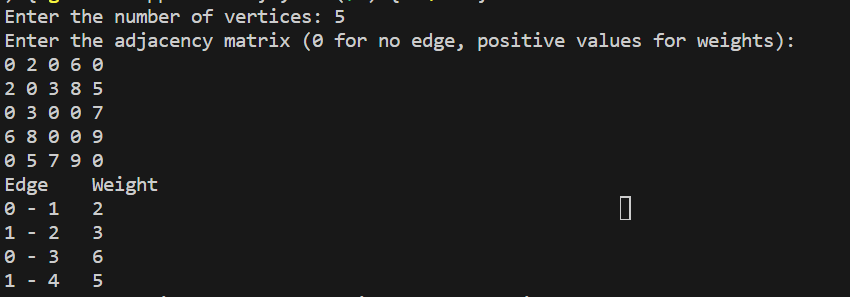 Enter the number of vertices: 5
Enter the adjacency matrix (0 for no edge, positive values for weights):
0 2 0 6 0
2 0 3 8 5
0 3 0 0 7
6 8 0 0 9
0 5 7 9 0
Edge    Weight
0 - 1   2
1 - 2   3
0 - 3   6
1 - 4   5